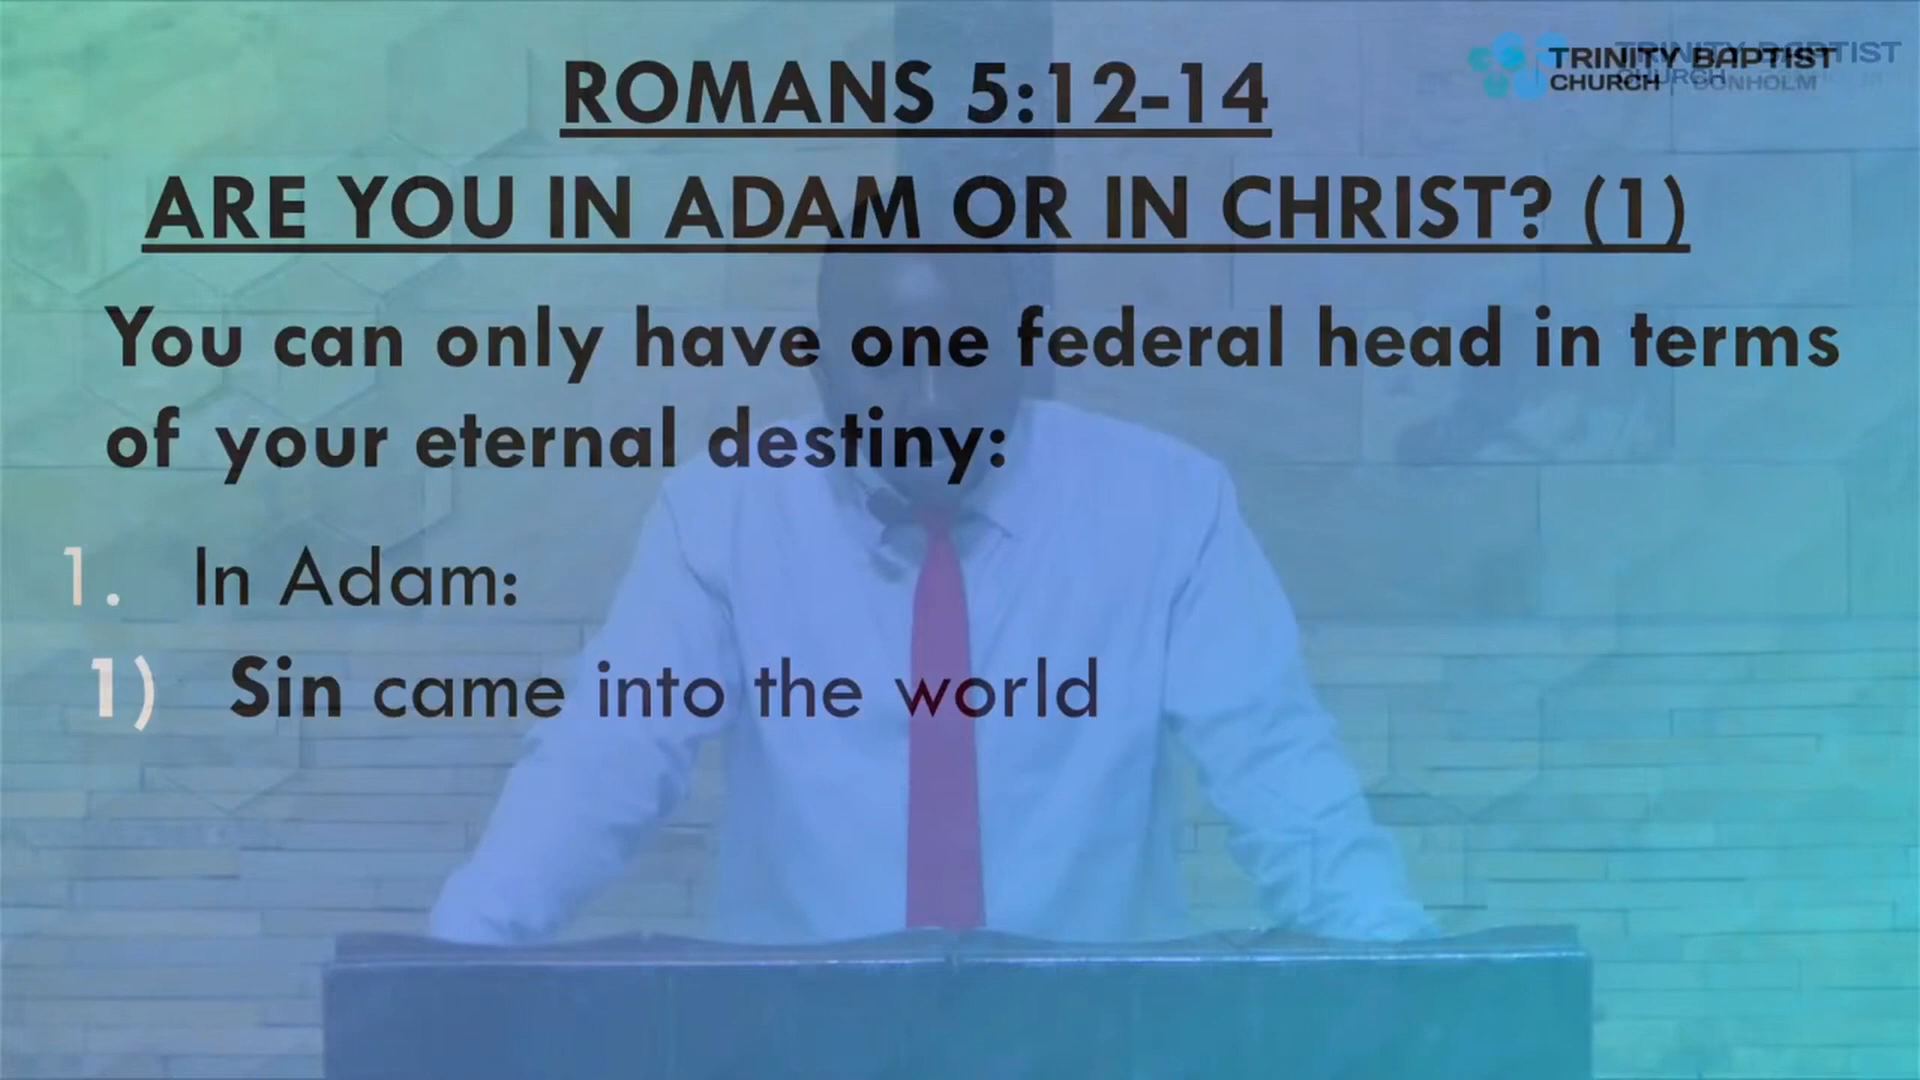 TRINITY BAPTIST
CHURCH DONHOLM
ROMANS 5:12-14
ARE YOU IN ADAM OR IN CHRIST? (1)
You can only have one federal head in terms
of your eternal destiny:
1. In Adam:
1) Sin came into the world